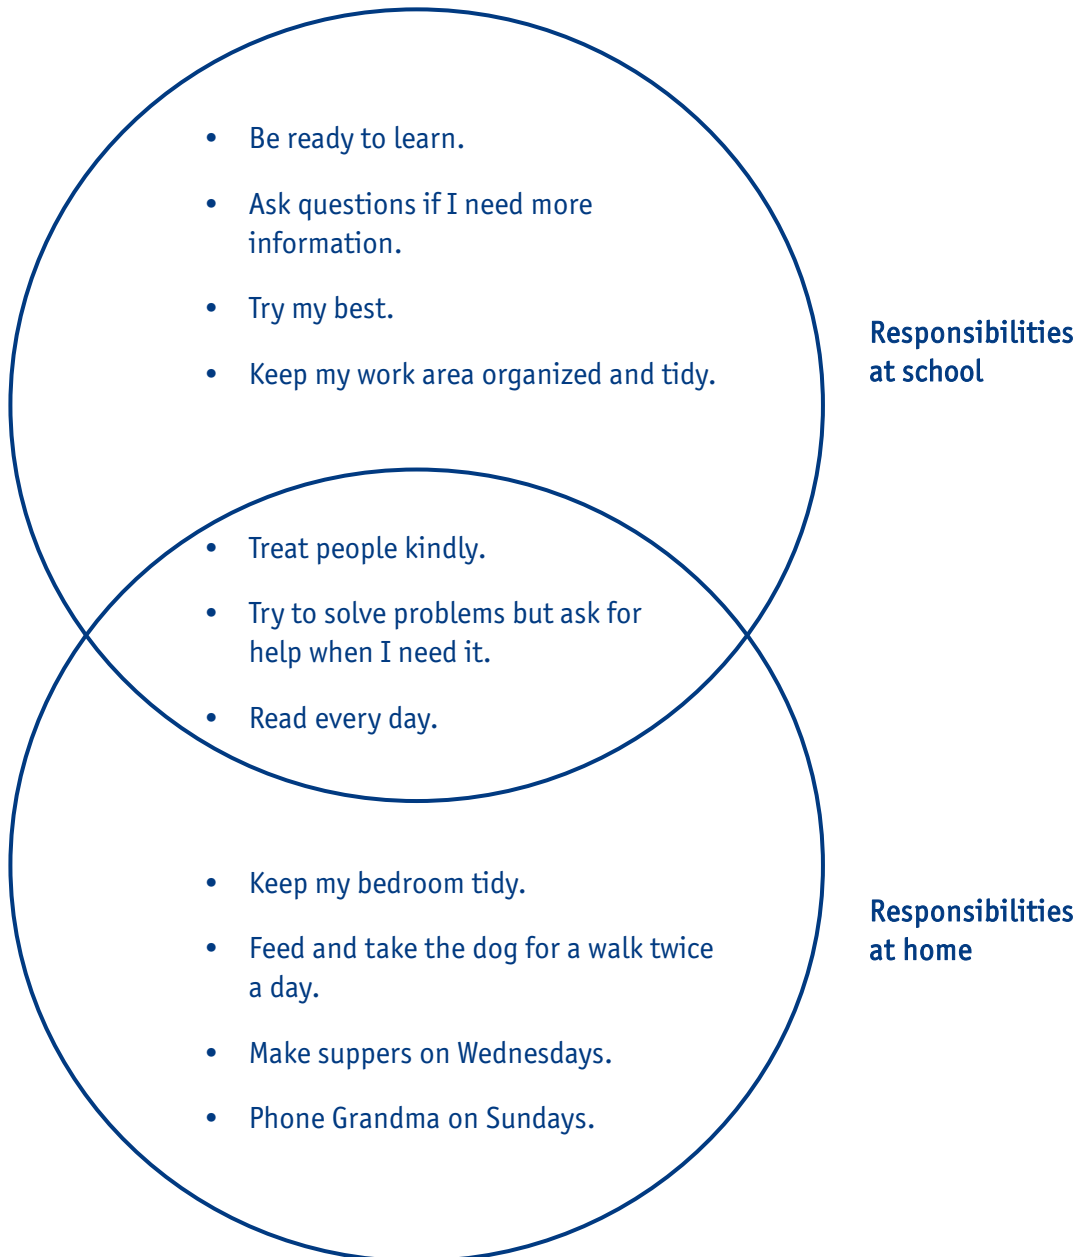 • Be ready to learn.
• Ask questions if I need more
information.
• Try my best.
• Keep my work area organized and tidy.
Responsibilities
at school
• Treat people kindly.
• Try to solve problems but ask for
help when I need it.
• Read every day.
• Keep my bedroom tidy.
• Feed and take the dog for a walk twice
a day.
• Make suppers on Wednesdays.
• Phone Grandma on Sundays.
Responsibilities
at home